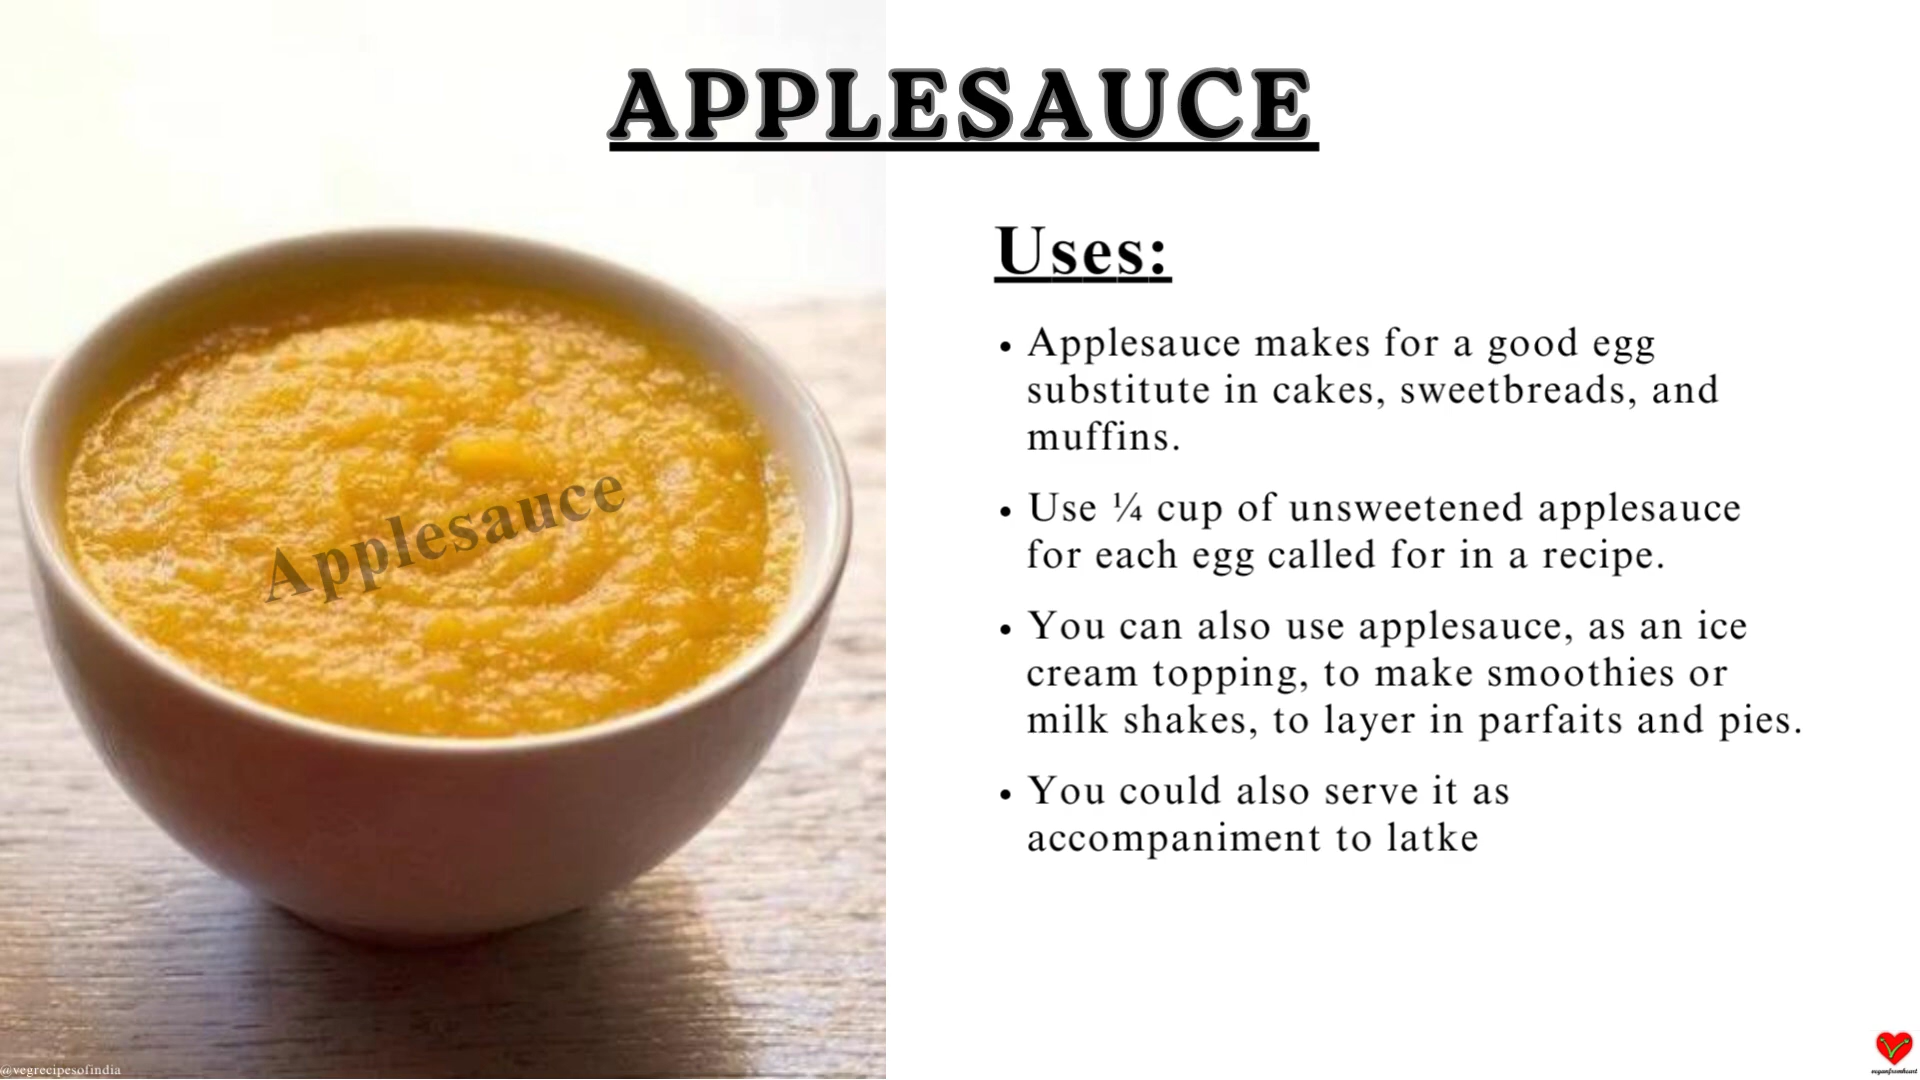 APPLESAUCE
Uses:
• Applesauce makes for a good egg
substitute in cakes, sweetbreads, and
muffins.
• Use ¼ cup of unsweetened applesauce
for each egg called for in a recipe.
• You can also use applesauce, as an ice
cream topping, to make smoothies or
milk shakes, to layer in parfaits and pies.
• You could also serve it as
accompaniment to latke
Applesauce
@vegrecipesofindia
veganfromheart